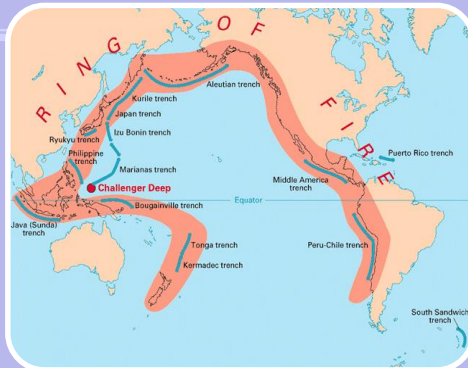 RING OF FIRE
Aleutian trench
Kurile trench
Japan trench
Izu Bonin trench
Ryukyu trench
Philippine
trench
Marianas trench
Challenger Deep
Bougainville trench
Java (Sunda)
trench
Equator
Tonga trench
Kermadec trench
Puerto Rico trench
Middle America
trench
Peru-Chile trench
South Sandwich
trench